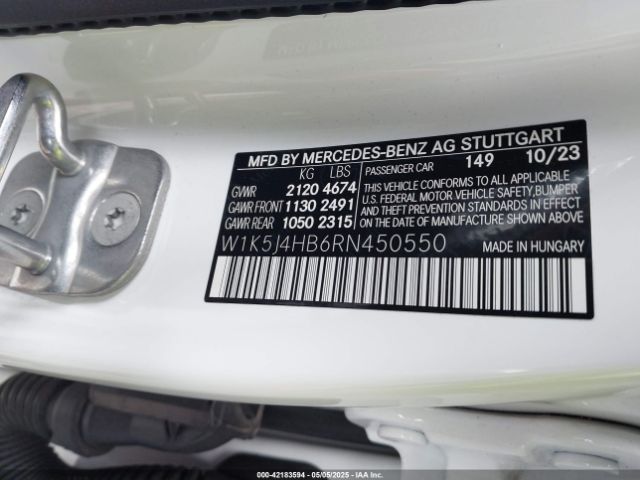 MFD BY MERCEDES-BENZ AG STUTTGART
KG LBS PASSENGER CAR 149 10/23
GVWR 2120 4674
GAWR FRONT 1130 2491
GAWR REAR 1050 2315
THIS VEHICLE CONFORMS TO ALL APPLICABLE
U.S. FEDERAL MOTOR VEHICLE SAFETY, BUMPER
AND THEFT PREVENTION STANDARDS IN EFFECT
ON THE DATE OF MANUFACTURE SHOWN ABOVE.
W1K5J4HB6RN450550 MADE IN HUNGARY
000-42183594 05/05/2025 COPYRIGHT IAA, LLC.